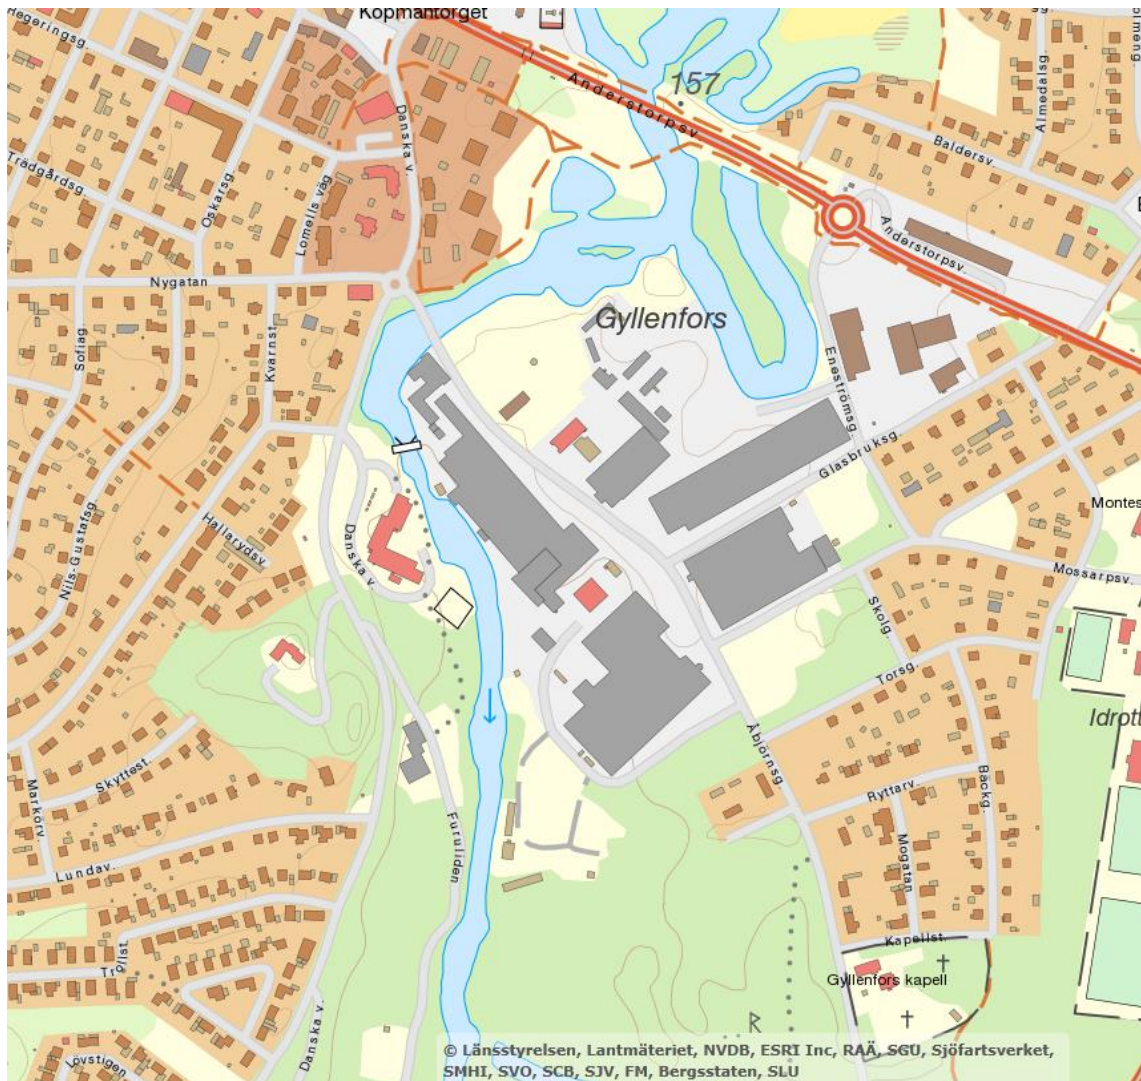 Köpmantorget
Hegeringsg.
Almedalsg.
157
Anderstorpsv.
Danska v.
Baldersv.
Trädgårdsg.
Oskarsg.
Lomells väg
Anderstorpsv.
Nygatan
Gyllenfors
Sofiag.
Kvarnst.
Eneströmsg.
Glasbruksg.
Montes
Nils-Gustafsg.
Hallarydsv.
Danska v.
Mossarpsv.
Skolg.
Torsg.
Idrott
Åbjörnsg.
Skyttest.
Markörv.
Ryttarv.
Bäckg.
Furuliden
Mogatan
Lundav.
Trollst.
Kapellst.
Gyllenfors kapell
Danska v.
Lövstigen
© Länsstyrelsen, Lantmäteriet, NVDB, ESRI Inc, RAÄ, SGU, Sjöfartsverket,
SMHI, SVO, SCB, SJV, FM, Bergsstaten, SLU